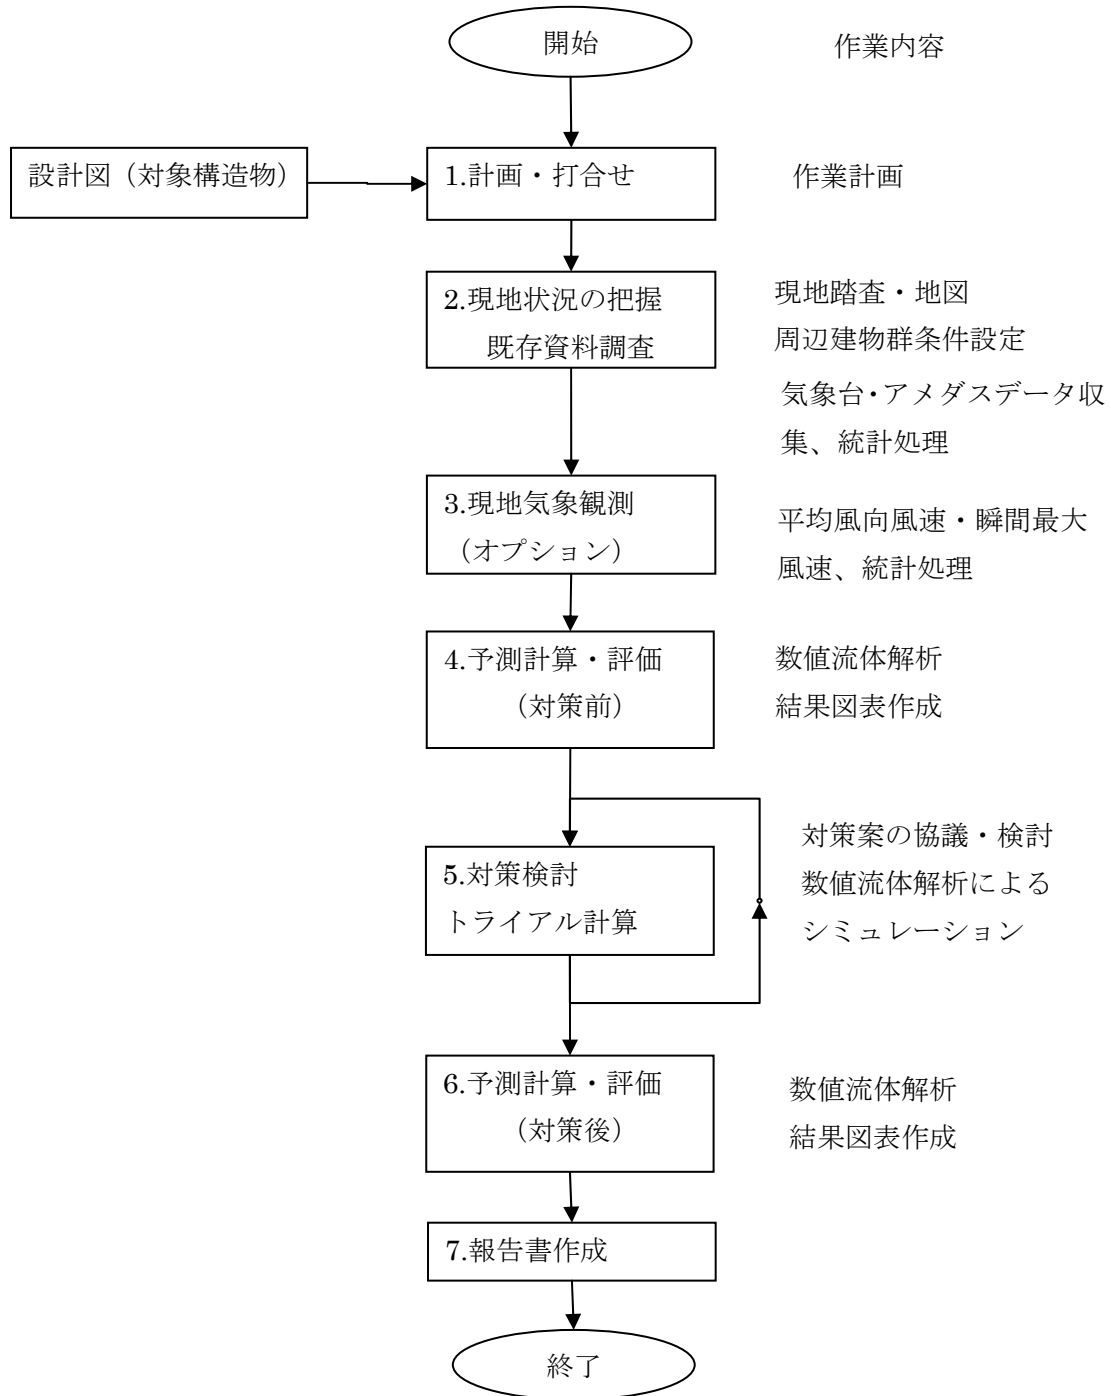 開始
作業内容
設計図（対象構造物）
1.計画・打合せ
作業計画
2.現地状況の把握
既存資料調査
現地踏査・地図
周辺建物群条件設定
気象台・アメダスデータ収
集、統計処理
3.現地気象観測
（オプション）
平均風向風速・瞬間最大
風速、統計処理
4.予測計算・評価
（対策前）
数値流体解析
結果図表作成
5.対策検討
トライアル計算
対策案の協議・検討
数値流体解析による
シミュレーション
6.予測計算・評価
（対策後）
数値流体解析
結果図表作成
7.報告書作成
終了